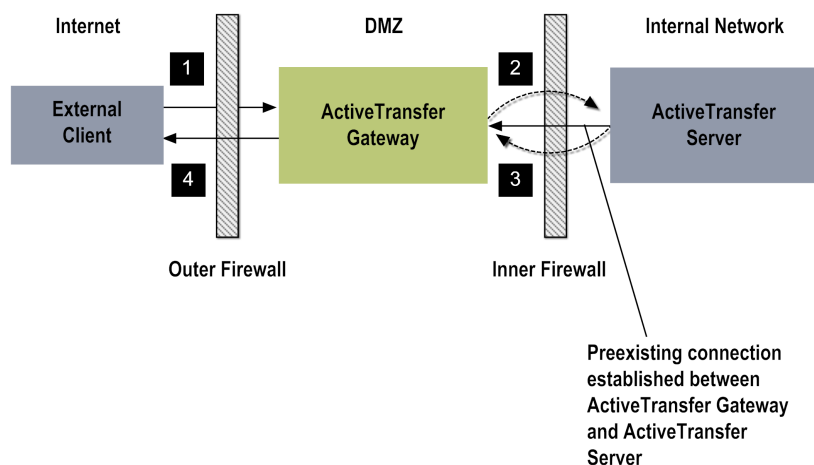 Internet
DMZ
Internal Network
1
2
External
Client
ActiveTransfer
Gateway
ActiveTransfer
Server
4
3
Outer Firewall
Inner Firewall
Preexisting connection
established between
ActiveTransfer Gateway
and ActiveTransfer
Server